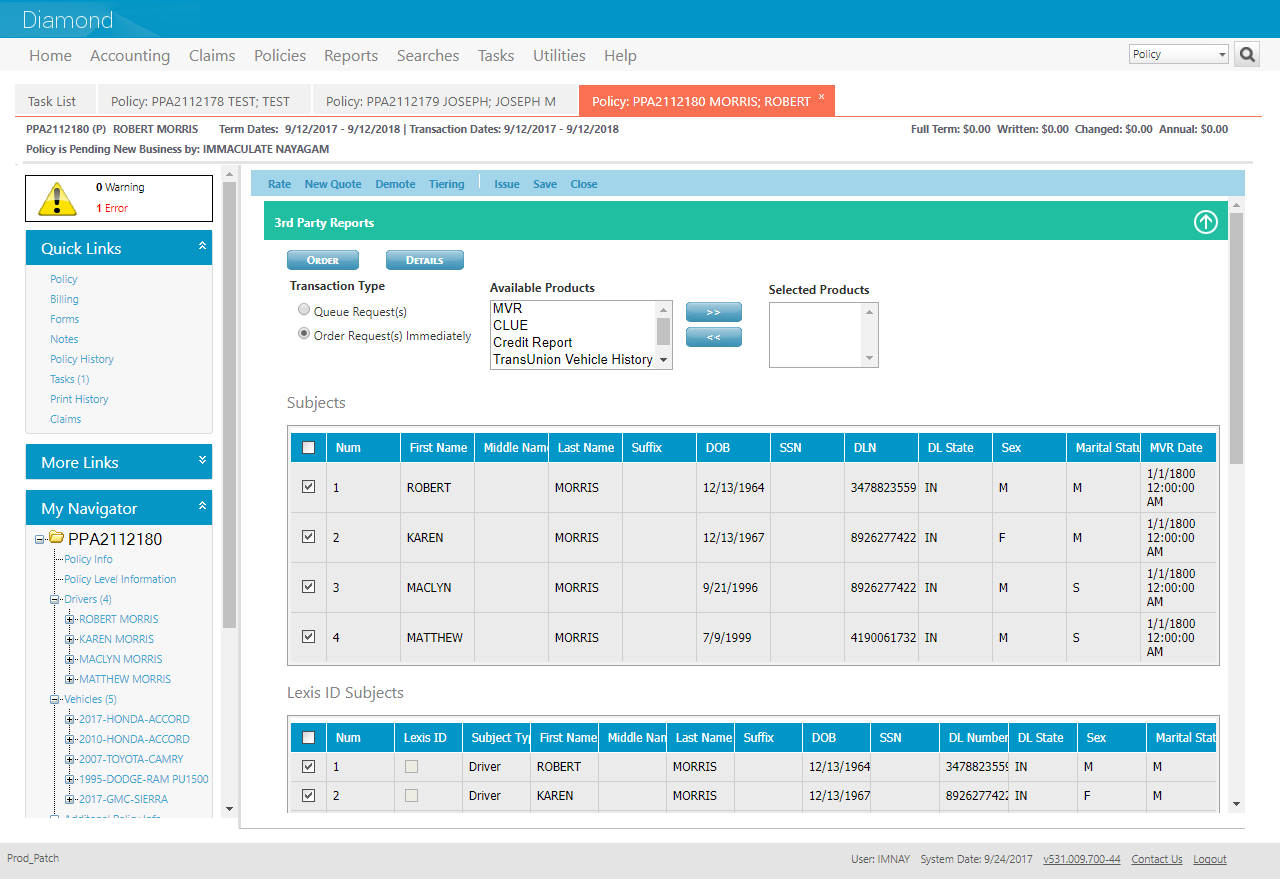 Diamond
Home Accounting Claims Policies Reports Searches Tasks Utilities Help Policy
Task List Policy: PPA2112178 TEST; TEST Policy: PPA2112179 JOSEPH; JOSEPH M Policy: PPA2112180 MORRIS; ROBERT x
PPA2112180 (P) ROBERT MORRIS Term Dates: 9/12/2017 - 9/12/2018 | Transaction Dates: 9/12/2017 - 9/12/2018 Full Term: $0.00 Written: $0.00 Changed: $0.00 Annual: $0.00
Policy is Pending New Business by: IMMACULATE NAYAGAM
0 Warning
1 Error
Quick Links
Policy
Billing
Forms
Notes
Policy History
Tasks (1)
Print History
Claims
More Links
My Navigator
PPA2112180
Policy Info
Policy Level Information
Drivers (4)
ROBERT MORRIS
KAREN MORRIS
MACLYN MORRIS
MATTHEW MORRIS
Vehicles (5)
2017-HONDA-ACCORD
2010-HONDA-ACCORD
2007-TOYOTA-CAMRY
1995-DODGE-RAM PU1500
2017-GMC-SIERRA
Rate New Quote Demote Tiering Issue Save Close
3rd Party Reports
ORDER DETAILS
Transaction Type
Queue Request(s)
Order Request(s) Immediately
Available Products
MVR
CLUE
Credit Report
TransUnion Vehicle History
>>
<<
Selected Products
Subjects
Num First Name Middle Name Last Name Suffix DOB SSN DLN DL State Sex Marital Statu MVR Date
1 ROBERT MORRIS 12/13/1964 3478823559 IN M M 1/1/1800 12:00:00 AM
2 KAREN MORRIS 12/13/1967 8926277422 IN F M 1/1/1800 12:00:00 AM
3 MACLYN MORRIS 9/21/1996 8926277422 IN M S 1/1/1800 12:00:00 AM
4 MATTHEW MORRIS 7/9/1999 4190061732 IN M S 1/1/1800 12:00:00 AM
Lexis ID Subjects
Num Lexis ID Subject Typ First Name Middle Nam Last Name Suffix DOB SSN DL Number DL State Sex Marital Stat
1 Driver ROBERT MORRIS 12/13/1964 3478823559 IN M M
2 Driver KAREN MORRIS 12/13/1967 8926277422 IN F M
Prod_Patch User: IMNAY System Date: 9/24/2017 v531.009.700-44 Contact Us Logout